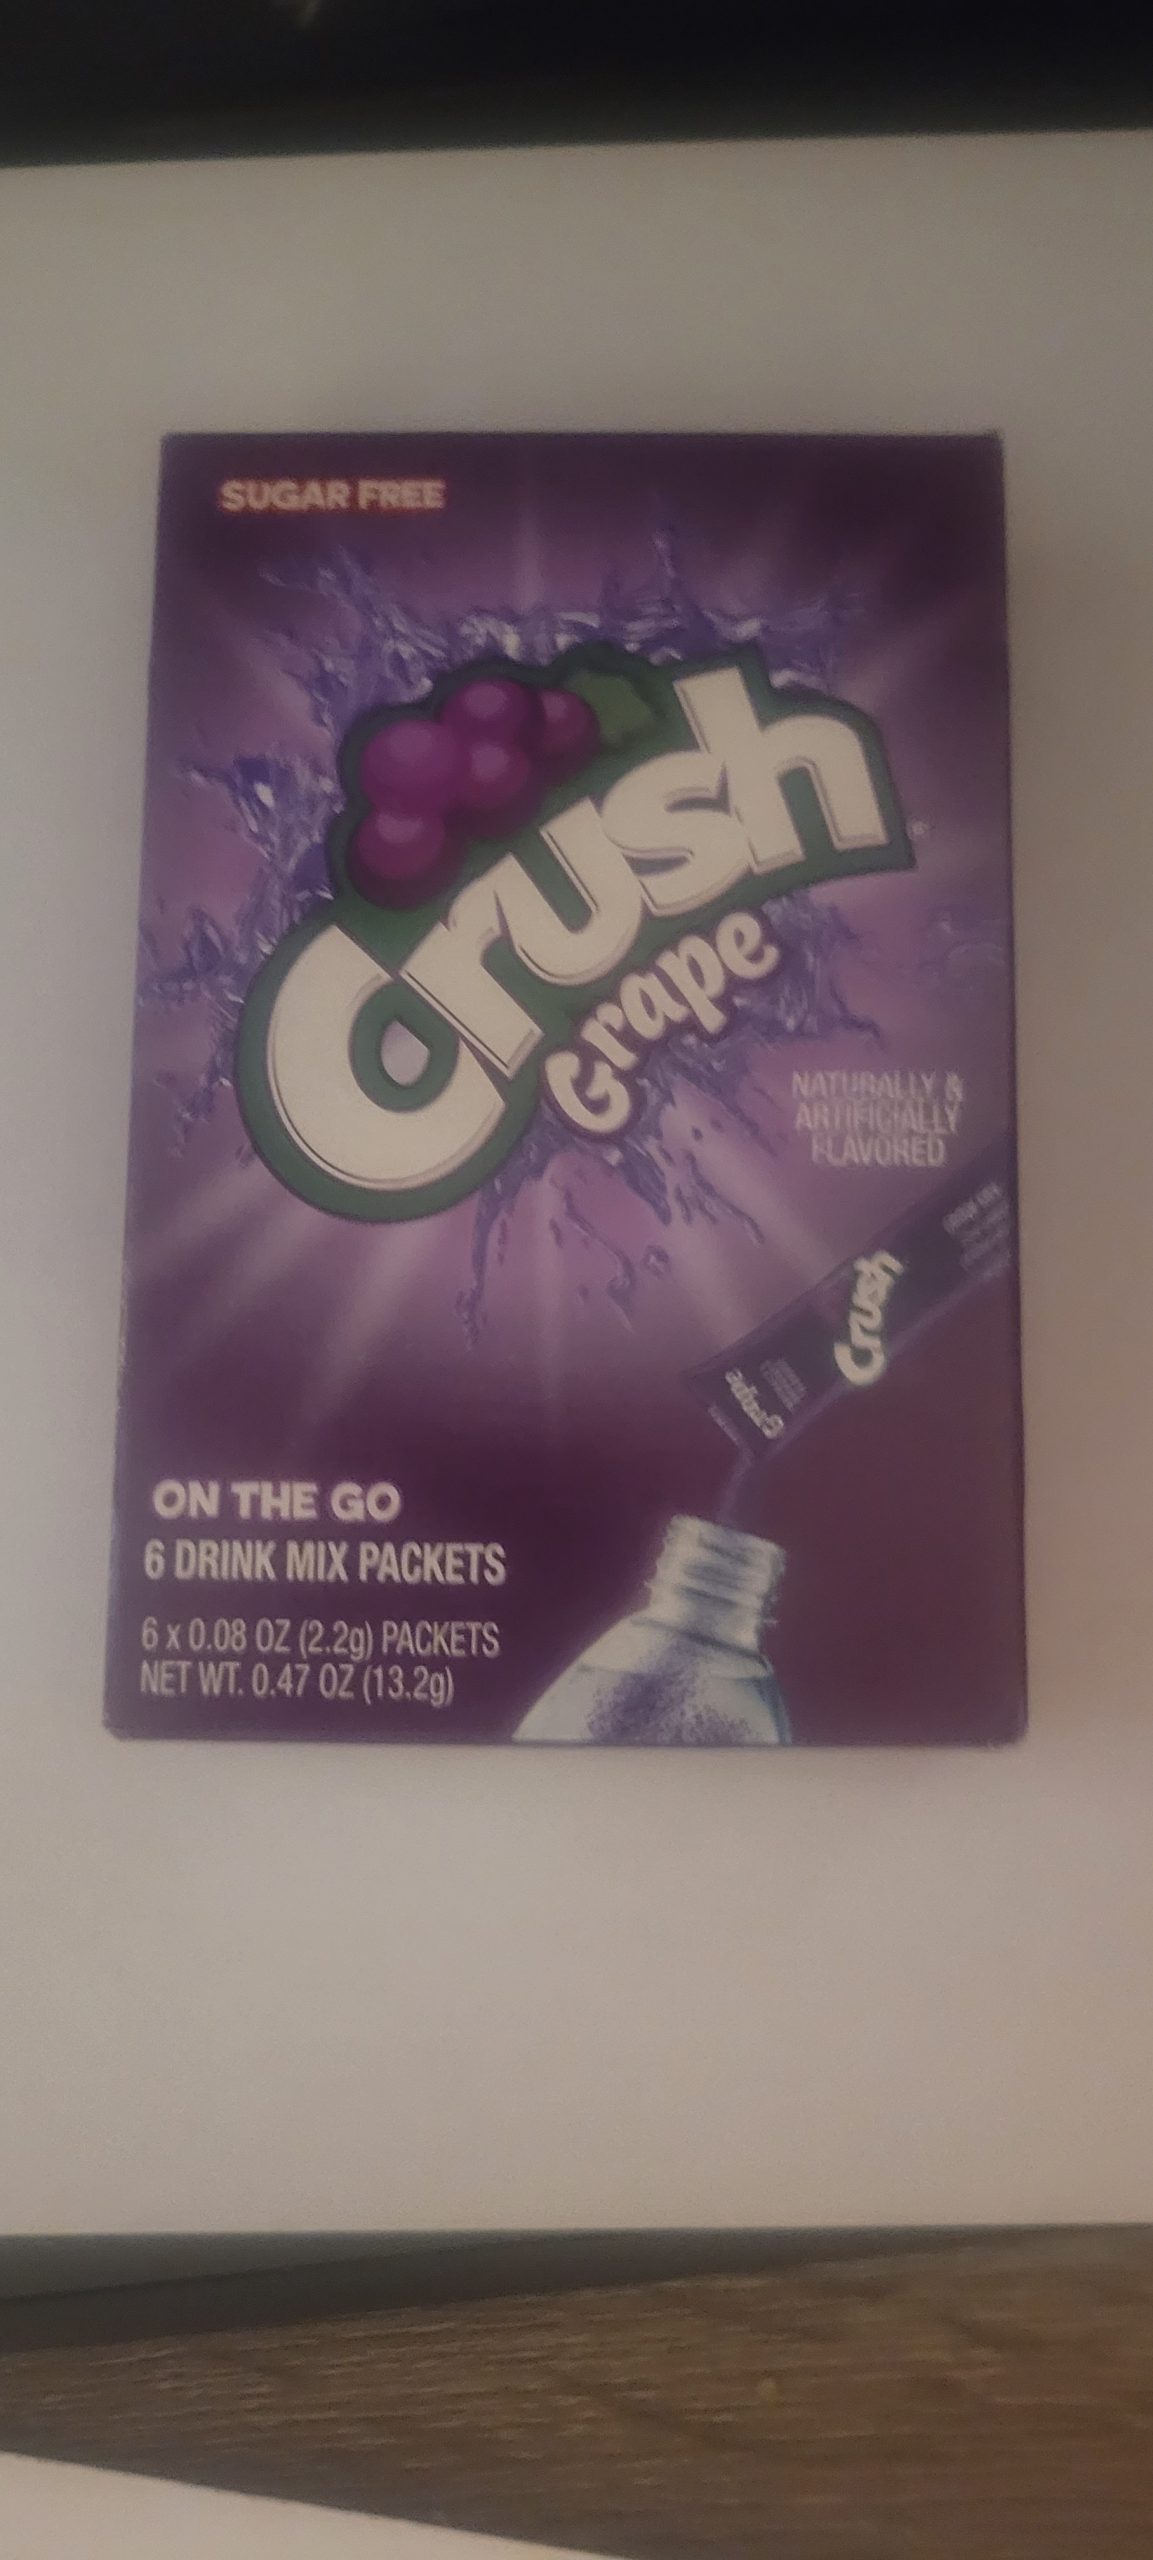 SUGAR FREE
Crush
Grape
NATURALLY &
ARTIFICIALLY
FLAVORED
Crush
Grape
ON THE GO
6 DRINK MIX PACKETS
6 x 0.08 OZ (2.2g) PACKETS
NET WT. 0.47 OZ (13.2g)